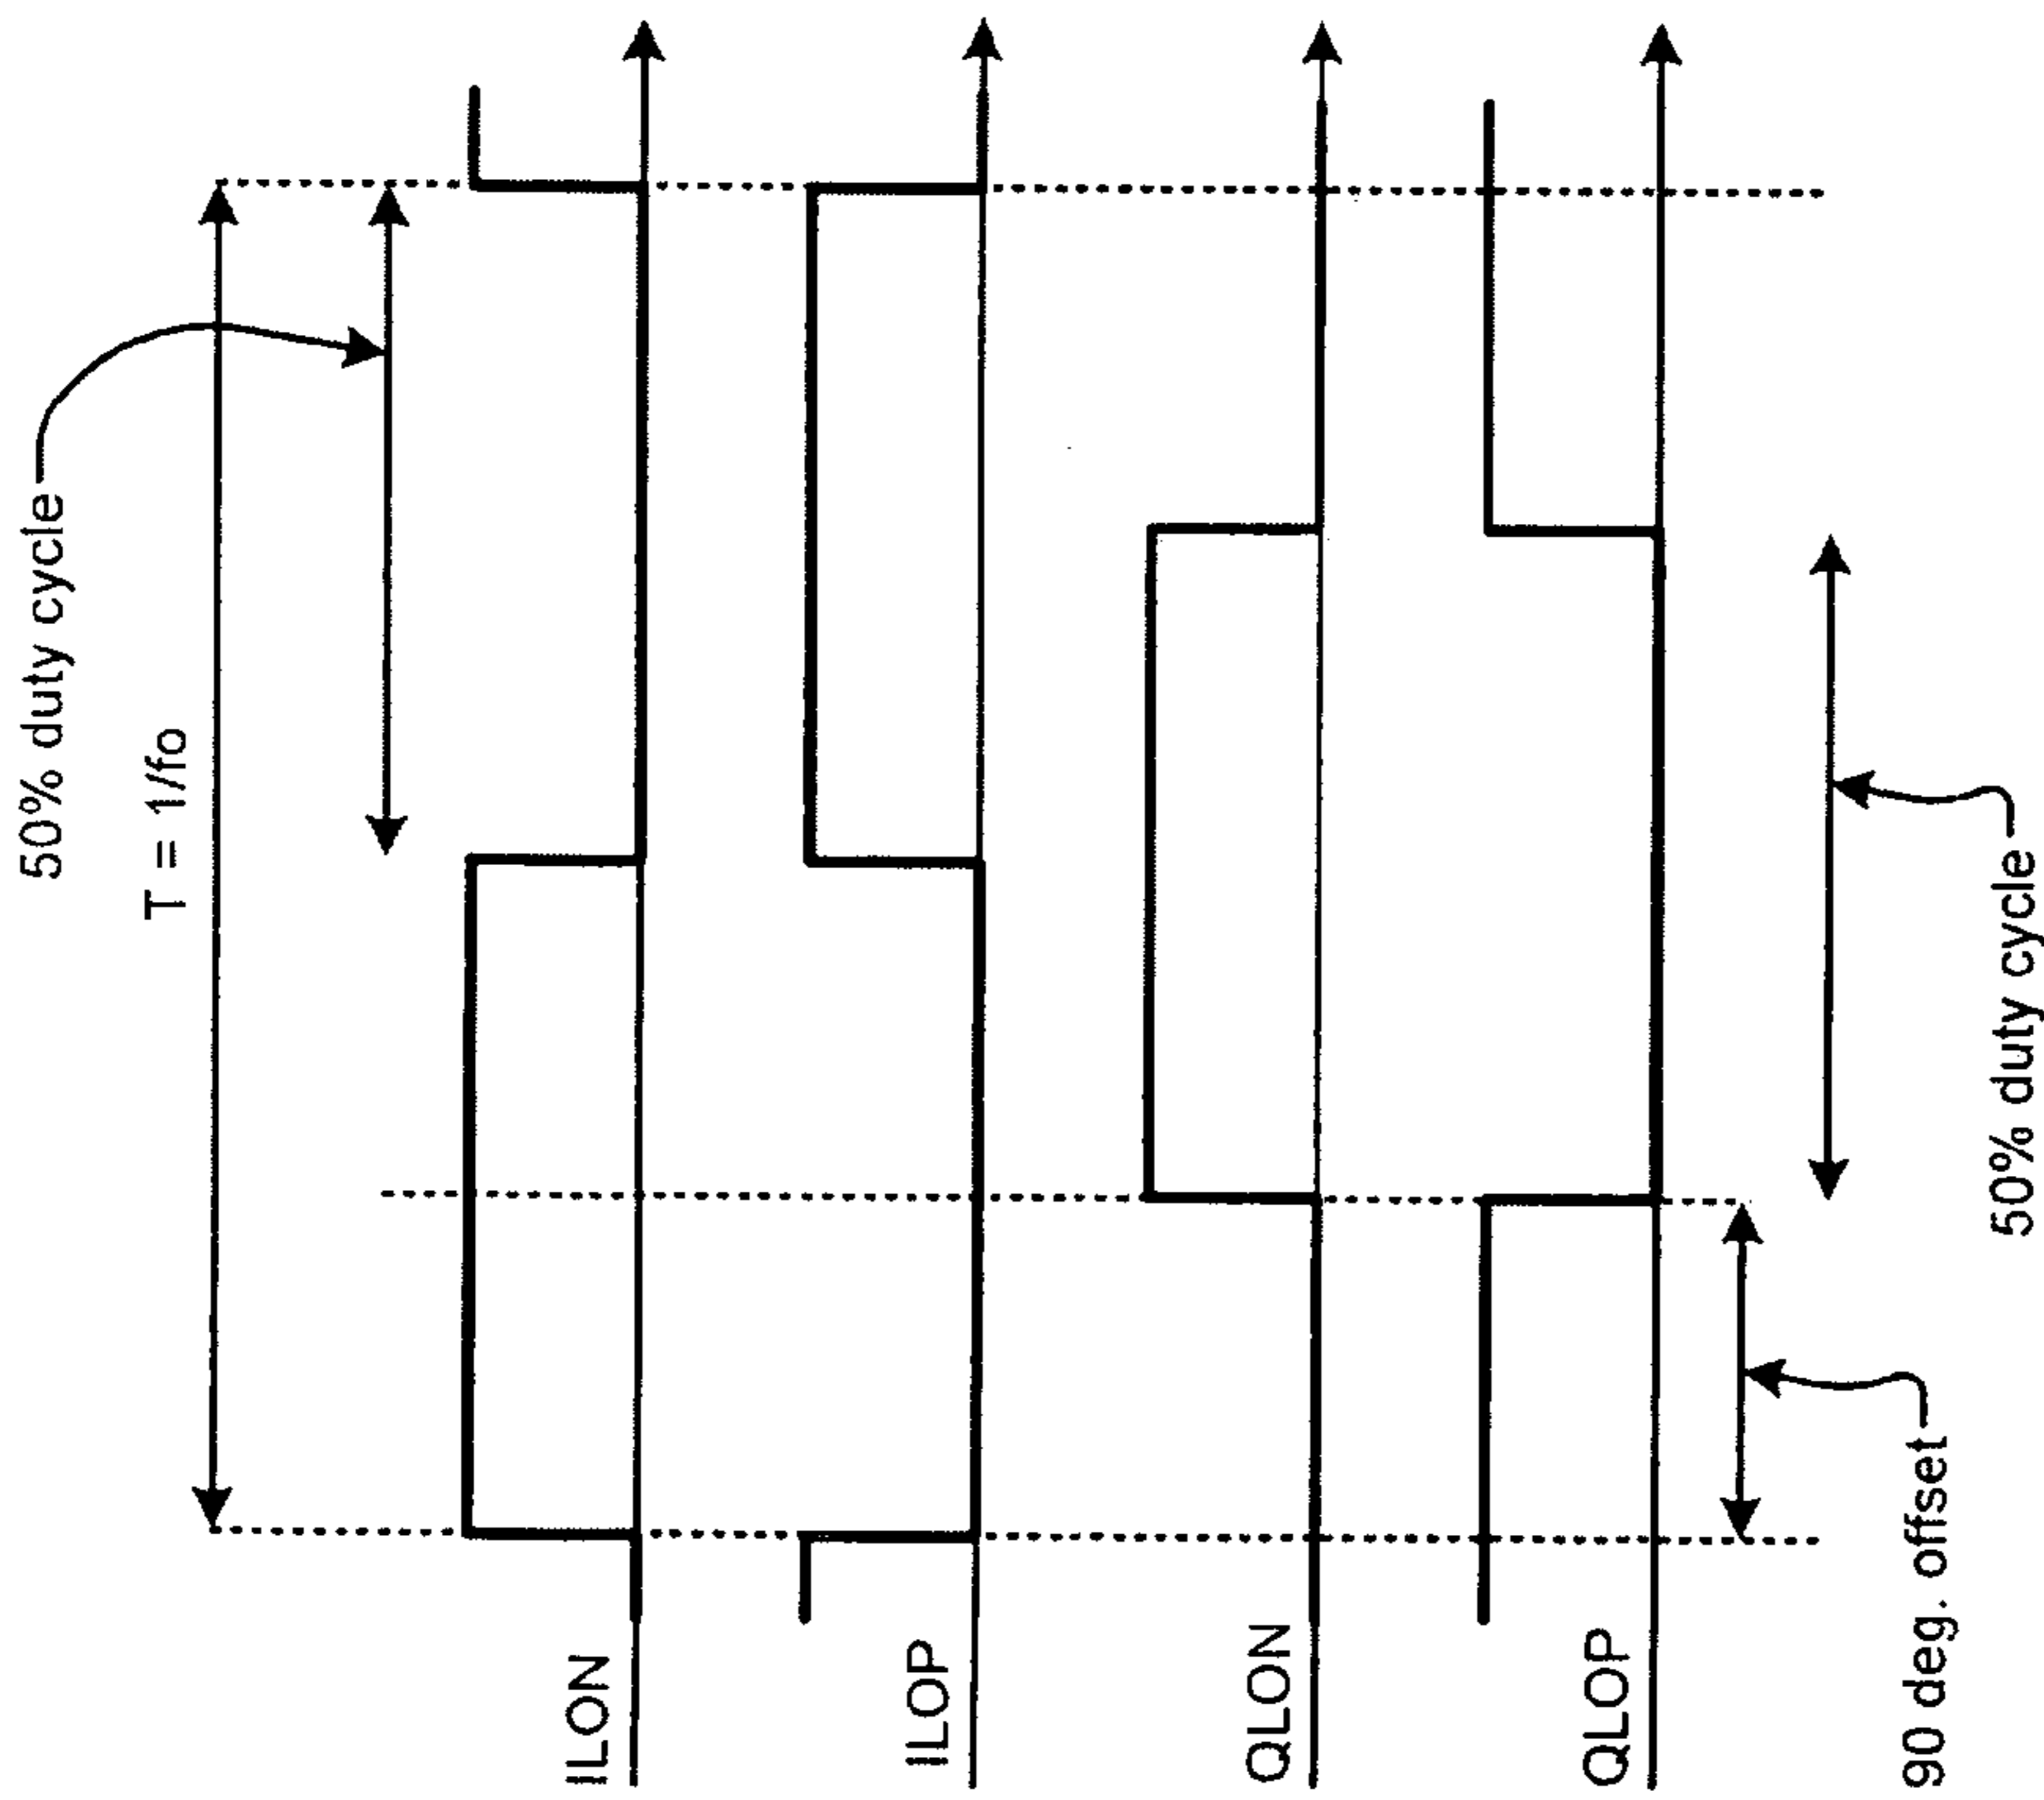 50% duty cycle
T = 1/fo
ILON
ILOP
QLON
QLOP
90 deg. offset
50% duty cycle